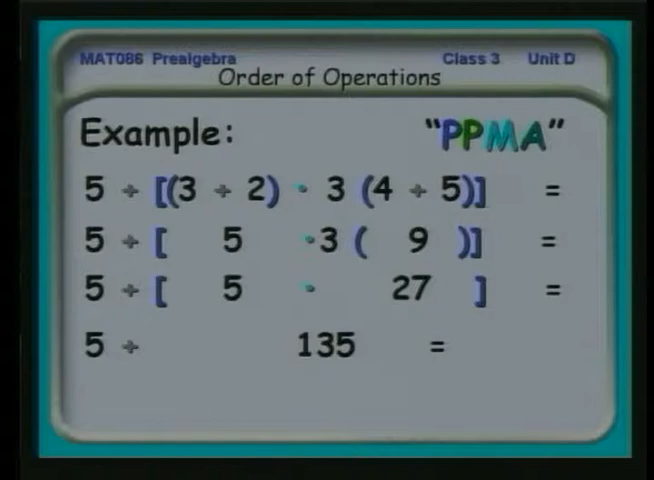 MAT086 Prealgebra Class 3 Unit D
Order of Operations
Example: "PPMA"
5 + [(3 + 2) · 3 (4 + 5)] =
5 + [ 5 ·3 ( 9 )] =
5 + [ 5 · 27 ] =
5 + 135 =